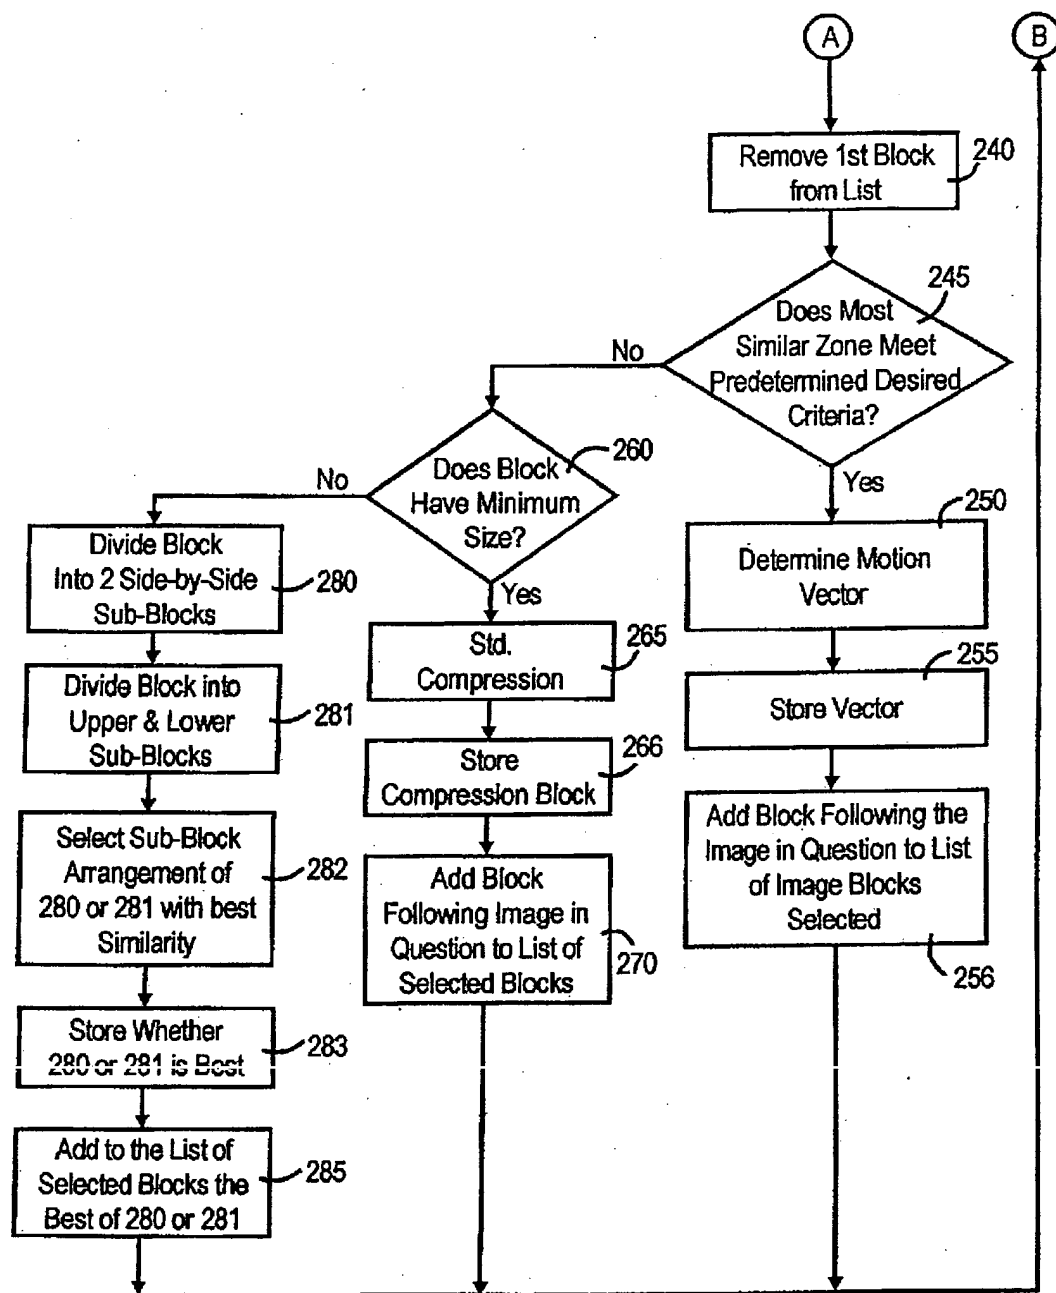 A
B
Remove 1st Block
from List
240
245
Does Most
Similar Zone Meet
Predetermined Desired
Criteria?
No
Yes
260
Does Block
Have Minimum
Size?
No
Yes
250
Determine Motion
Vector
255
Store Vector
Add Block Following the
Image in Question to List
of Image Blocks
Selected
256
Std.
Compression
265
Store
Compression Block
266
Add Block
Following Image in
Question to List of
Selected Blocks
270
Divide Block
Into 2 Side-by-Side
Sub-Blocks
280
Divide Block into
Upper & Lower
Sub-Blocks
281
Select Sub-Block
Arrangement of
280 or 281 with best
Similarity
282
Store Whether
280 or 281 is Best
283
Add to the List of
Selected Blocks the
Best of 280 or 281
285